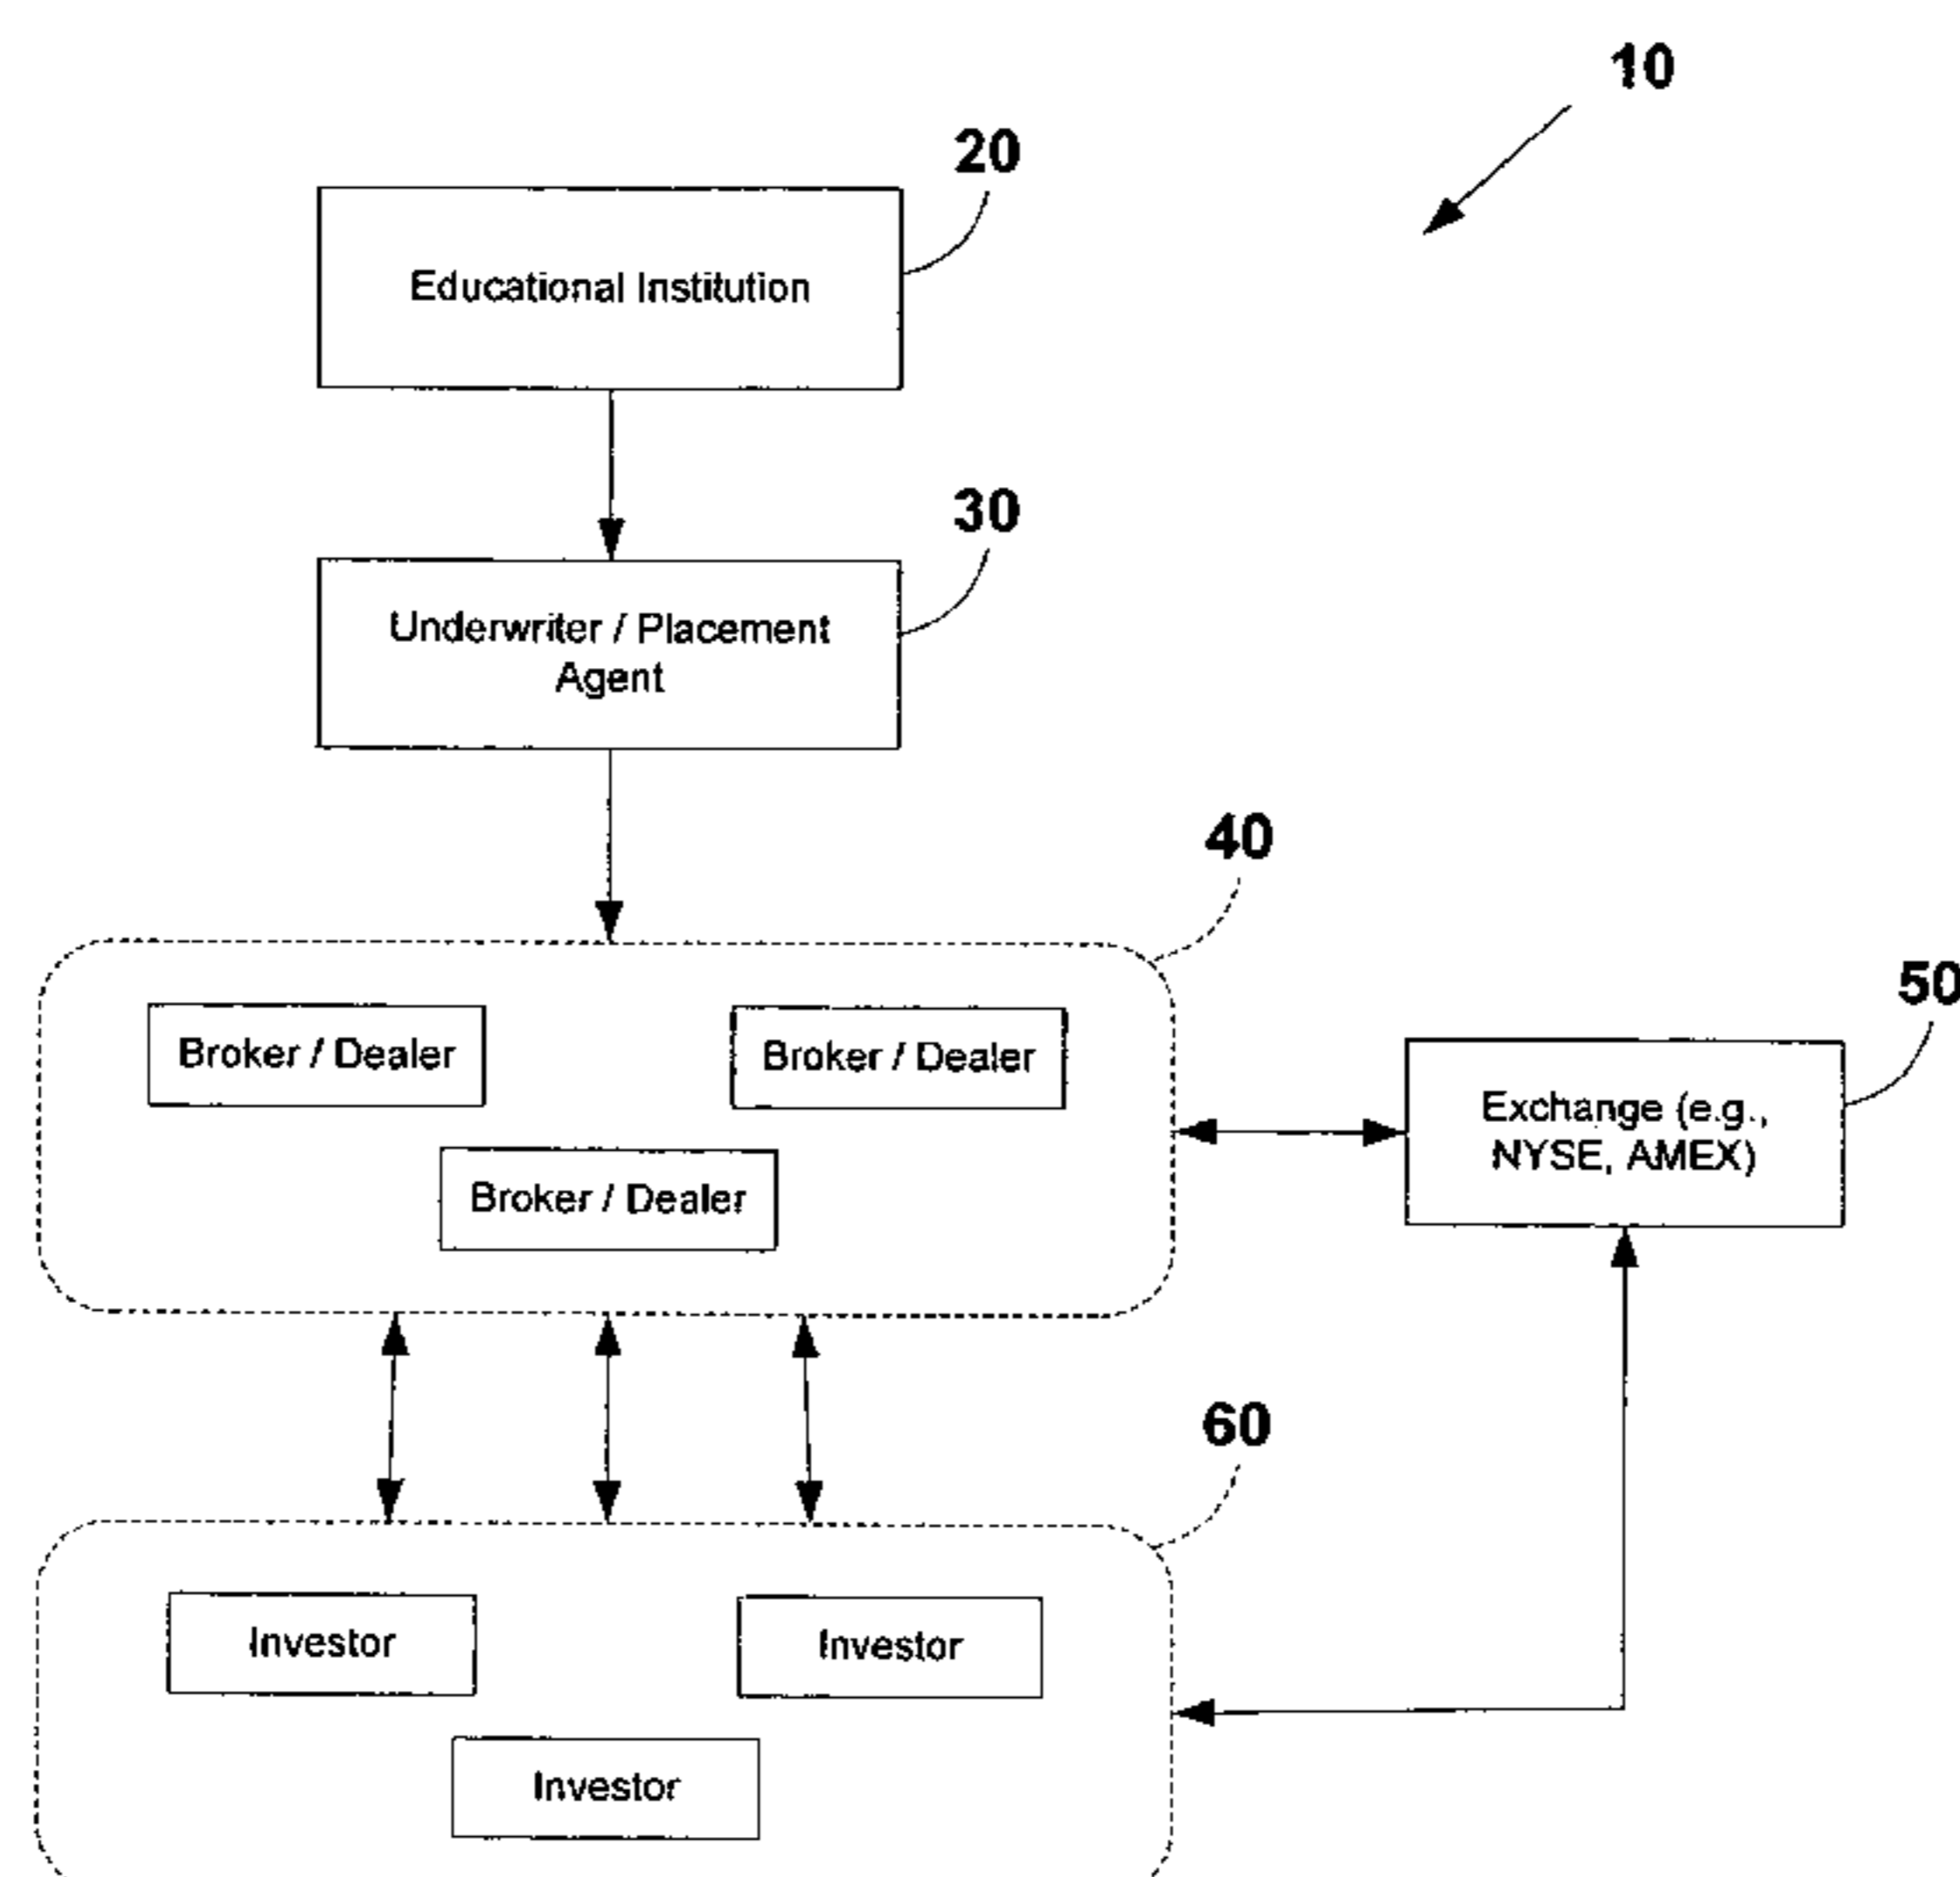 10
20
Educational Institution
30
Underwriter / Placement
Agent
40
50
Broker / Dealer
Broker / Dealer
Exchange (e.g.,
NYSE, AMEX)
Broker / Dealer
60
Investor
Investor
Investor